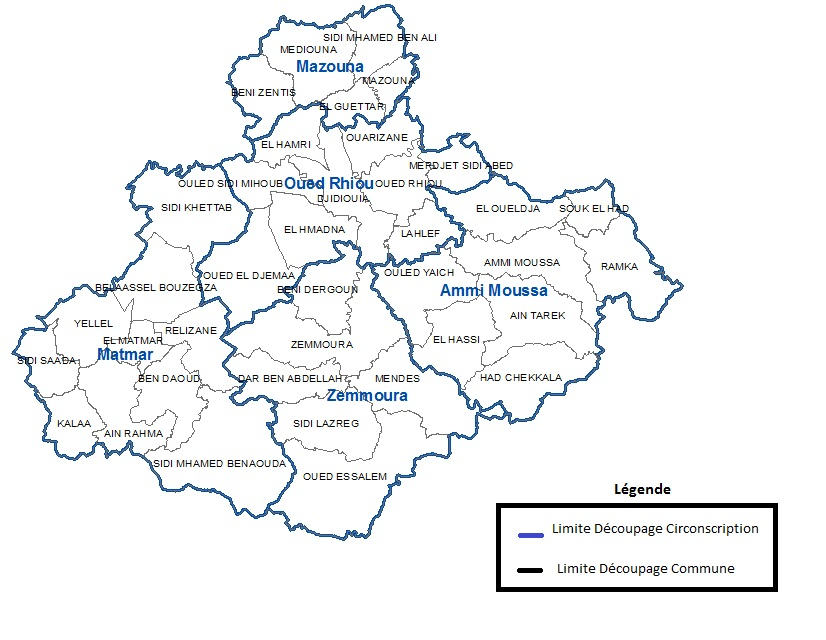 SIDI MHAMED BEN ALI
MEDIOUNA
Mazouna
MAZOUNA
BENI ZENTIS
EL GUETTAR
OUARIZANE
EL HAMRI
MERDJET SIDI ABED
OULED SIDI MIHOUB
Oued Rhiou
OUED RHIOU
DJIDIOUIA
SIDI KHETTAB
EL OUELDJA
SOUK EL HAD
EL HMADNA
LAHLEF
AMMI MOUSSA
RAMKA
OULED YAICH
OUED EL DJEMAA
BELAASSEL BOUZEGZA
BENI DERGOUN
Ammi Moussa
AIN TAREK
YELLEL
RELIZANE
EL MATMAR
EL HASSI
ZEMMOURA
Matmar
SIDI SAADA
BEN DAOUD
DAR BEN ABDELLAH
MENDES
HAD CHEKKALA
Zemmoura
KALAA
AIN RAHMA
SIDI LAZREG
SIDI MHAMED BENAOUDA
OUED ESSALEM
Légende
Limite Découpage Circonscription
Limite Découpage Commune